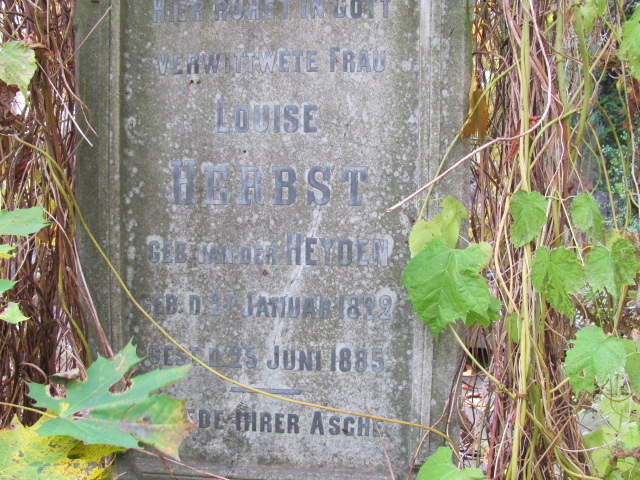 HIER RUHET IN GOTT
VERWITTWETE FRAU
LOUISE
HERBST
GEB VAN DER HEYDEN
GEB. D. 27. JANUAR 1822
GEST. D. 25 JUNI 1885.
IHRER ASCHE